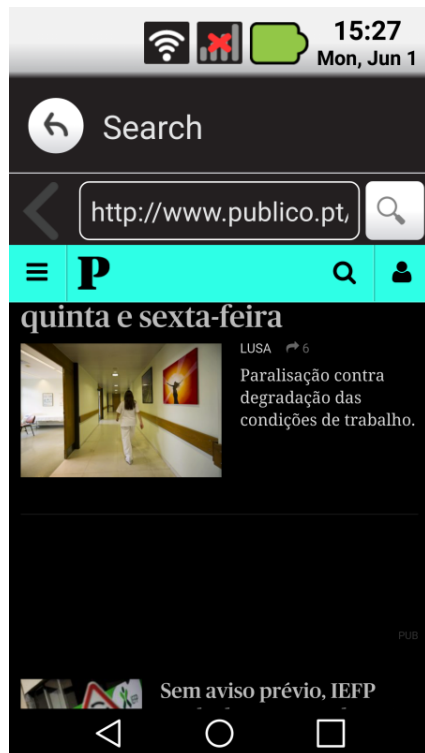 15:27
Mon, Jun 1
Search
http://www.publico.pt/
P
quinta e sexta-feira
LUSA 6
Paralisação contra
degradação das
condições de trabalho.
PUB
Sem aviso prévio, IEFP